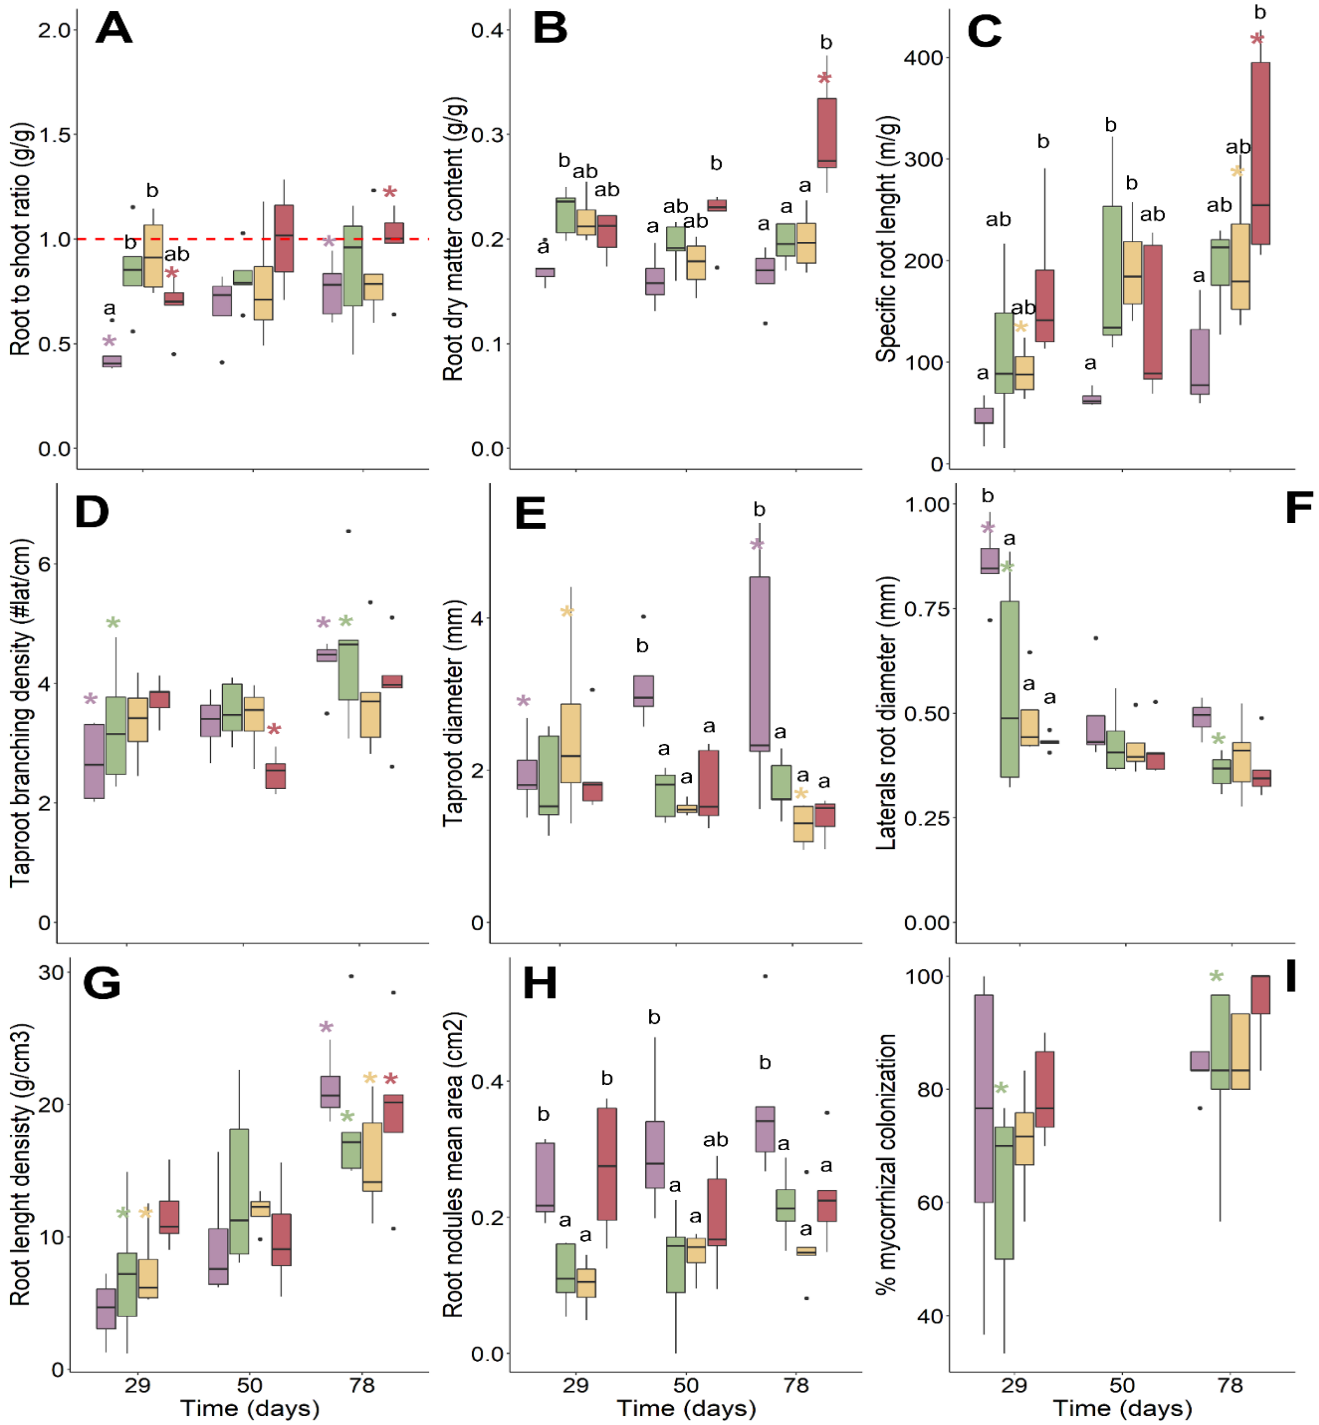 A
Root to shoot ratio (g/g)
2.0
1.5
1.0
0.5
0.0
a
*
b
b
ab
*
*
*
B
Root dry matter content (g/g)
0.4
0.3
0.2
0.1
0.0
a
b
ab
ab
a
ab
ab
b
a
a
b
*
C
Specific root lenght (m/g)
400
300
200
100
0
a
ab
ab
*
b
a
b
b
ab
a
ab
ab
*
b
*
D
Taproot branching density (#lat/cm)
6
4
2
0
*
*
*
*
*
E
Taproot diameter (mm)
4
2
0
*
*
b
a
a
a
b
*
a
a
*
a
F
Laterals root diameter (mm)
1.00
0.75
0.50
0.25
0.00
b
*
a
*
a
a
*
G
Root lenght densisty (g/cm3)
30
20
10
0
*
*
*
*
*
*
29
50
78
Time (days)
H
Root nodules mean area (cm2)
0.4
0.2
0.0
b
a
a
b
b
a
a
ab
b
a
a
a
29
50
78
Time (days)
I
% mycorrhizal colonization
100
80
60
40
*
*
29
50
78
Time (days)